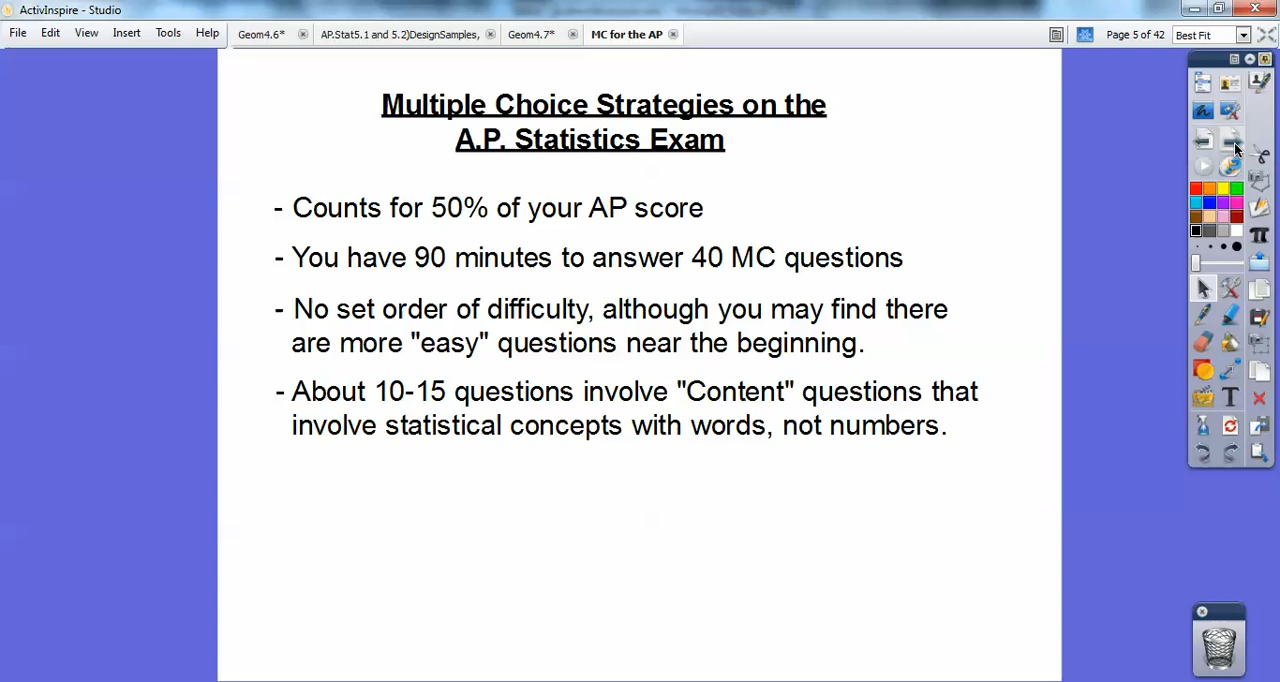 ActivInspire - Studio
File Edit View Insert Tools Help Geom4.6* AP.Stat5.1 and 5.2)DesignSamples, Geom4.7* MC for the AP Page 5 of 42 Best Fit
Multiple Choice Strategies on the
A.P. Statistics Exam
- Counts for 50% of your AP score
- You have 90 minutes to answer 40 MC questions
- No set order of difficulty, although you may find there
are more "easy" questions near the beginning.
- About 10-15 questions involve "Content" questions that
involve statistical concepts with words, not numbers.